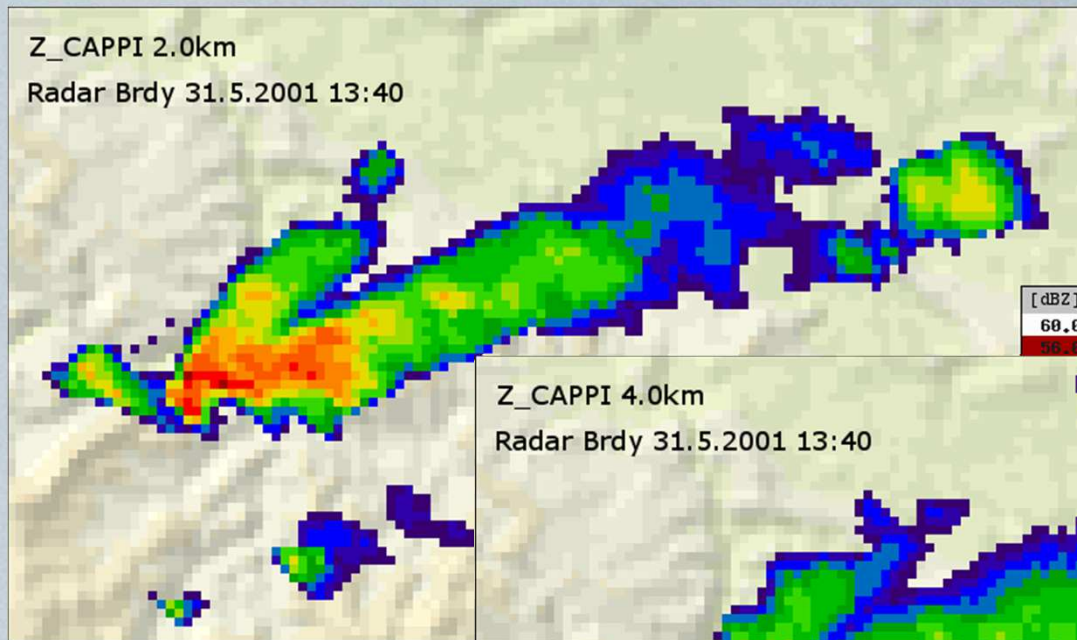 Z_CAPPI 2.0km
Radar Brdy 31.5.2001 13:40
[dBZ]
Z_CAPPI 4.0km
Radar Brdy 31.5.2001 13:40